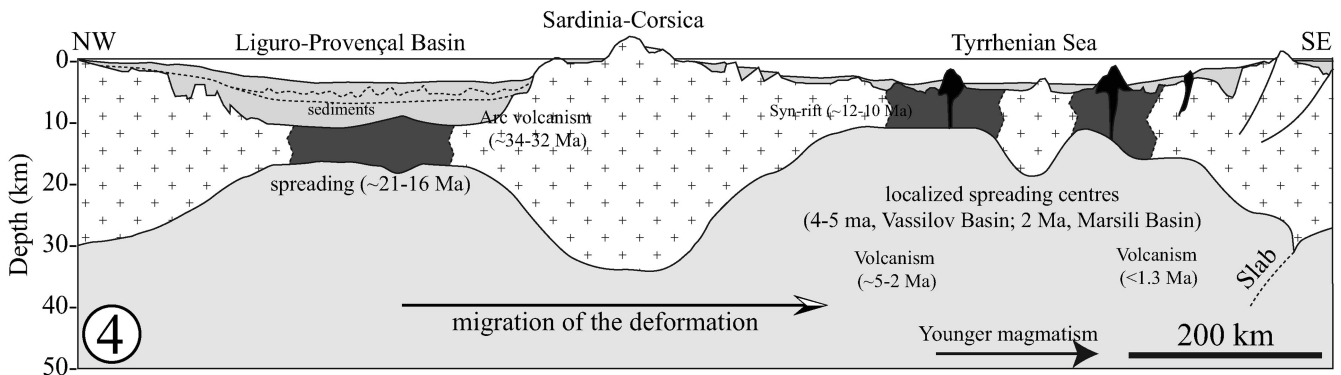 Sardinia-Corsica
NW
Liguro-Provençal Basin
Tyrrhenian Sea
SE
0
10
20
30
40
50
Depth (km)
sediments
Arc volcanism
(~34-32 Ma)
Syn-rift (~12-10 Ma)
spreading (~21-16 Ma)
localized spreading centres
(4-5 ma, Vassilov Basin; 2 Ma, Marsili Basin)
Volcanism
(~5-2 Ma)
Volcanism
(<1.3 Ma)
Slab
4
migration of the deformation
Younger magmatism
200 km